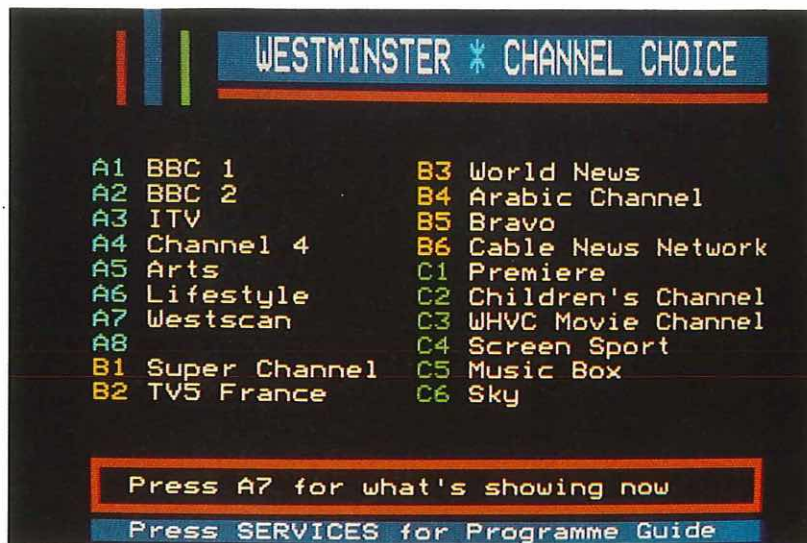 WESTMINSTER * CHANNEL CHOICE
A1 BBC 1
A2 BBC 2
A3 ITV
A4 Channel 4
A5 Arts
A6 Lifestyle
A7 Westscan
A8
B1 Super Channel
B2 TV5 France
B3 World News
B4 Arabic Channel
B5 Bravo
B6 Cable News Network
C1 Premiere
C2 Children's Channel
C3 WHVC Movie Channel
C4 Screen Sport
C5 Music Box
C6 Sky
Press A7 for what's showing now
Press SERVICES for Programme Guide